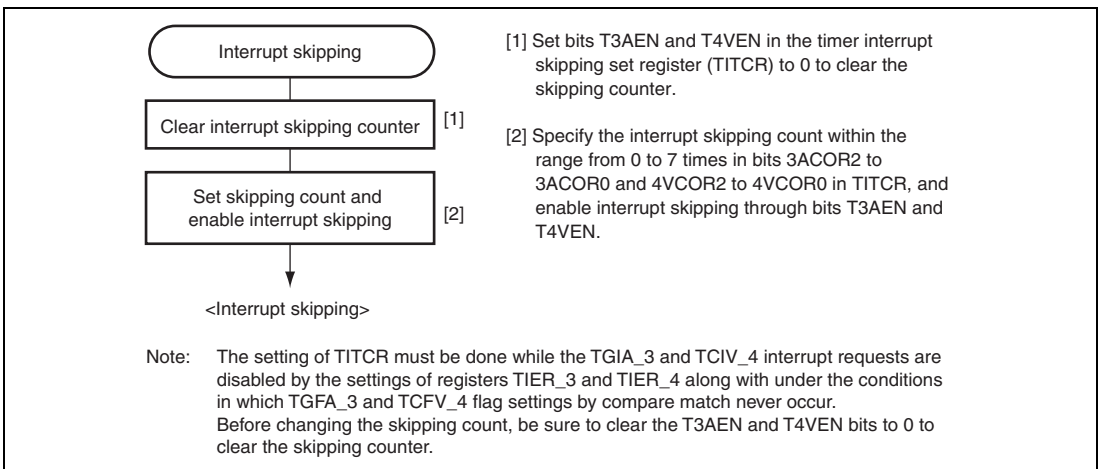 Interrupt skipping
Clear interrupt skipping counter
[1]
Set skipping count and
enable interrupt skipping
[2]
<Interrupt skipping>
[1] Set bits T3AEN and T4VEN in the timer interrupt
skipping set register (TITCR) to 0 to clear the
skipping counter.
[2] Specify the interrupt skipping count within the
range from 0 to 7 times in bits 3ACOR2 to
3ACOR0 and 4VCOR2 to 4VCOR0 in TITCR, and
enable interrupt skipping through bits T3AEN and
T4VEN.
Note: The setting of TITCR must be done while the TGIA_3 and TCIV_4 interrupt requests are
disabled by the settings of registers TIER_3 and TIER_4 along with under the conditions
in which TGFA_3 and TCFV_4 flag settings by compare match never occur.
Before changing the skipping count, be sure to clear the T3AEN and T4VEN bits to 0 to
clear the skipping counter.